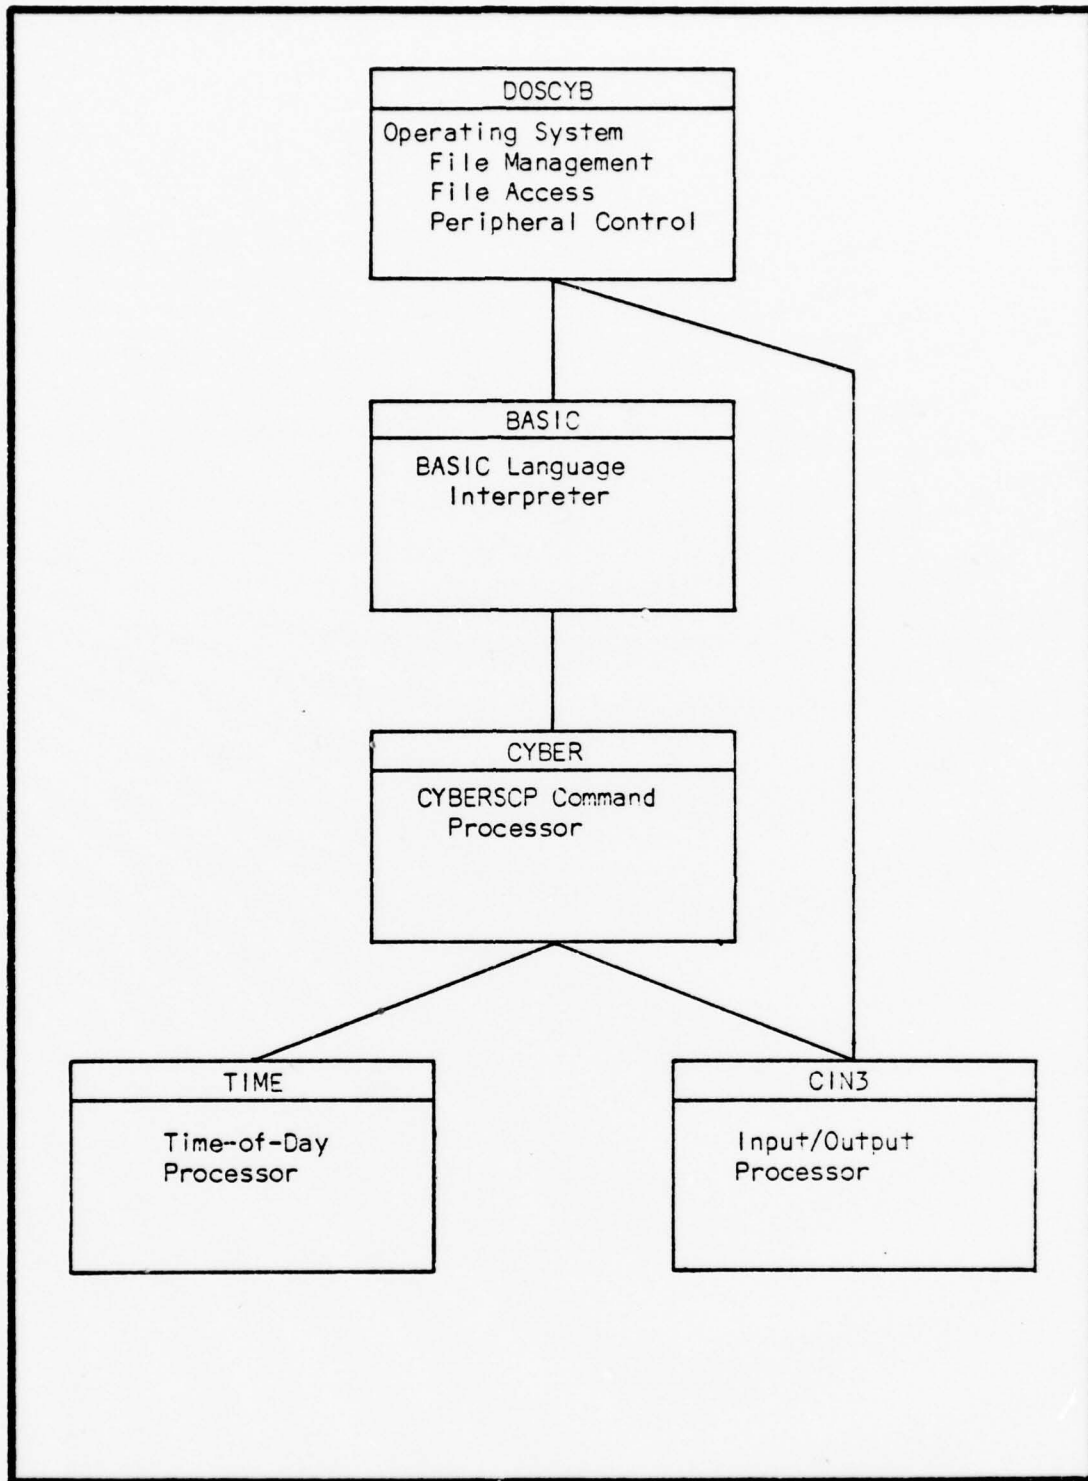 DOSCYB
Operating System
File Management
File Access
Peripheral Control
BASIC
BASIC Language
Interpreter
CYBER
CYBERSCP Command
Processor
TIME
Time-of-Day
Processor
CIN3
Input/Output
Processor